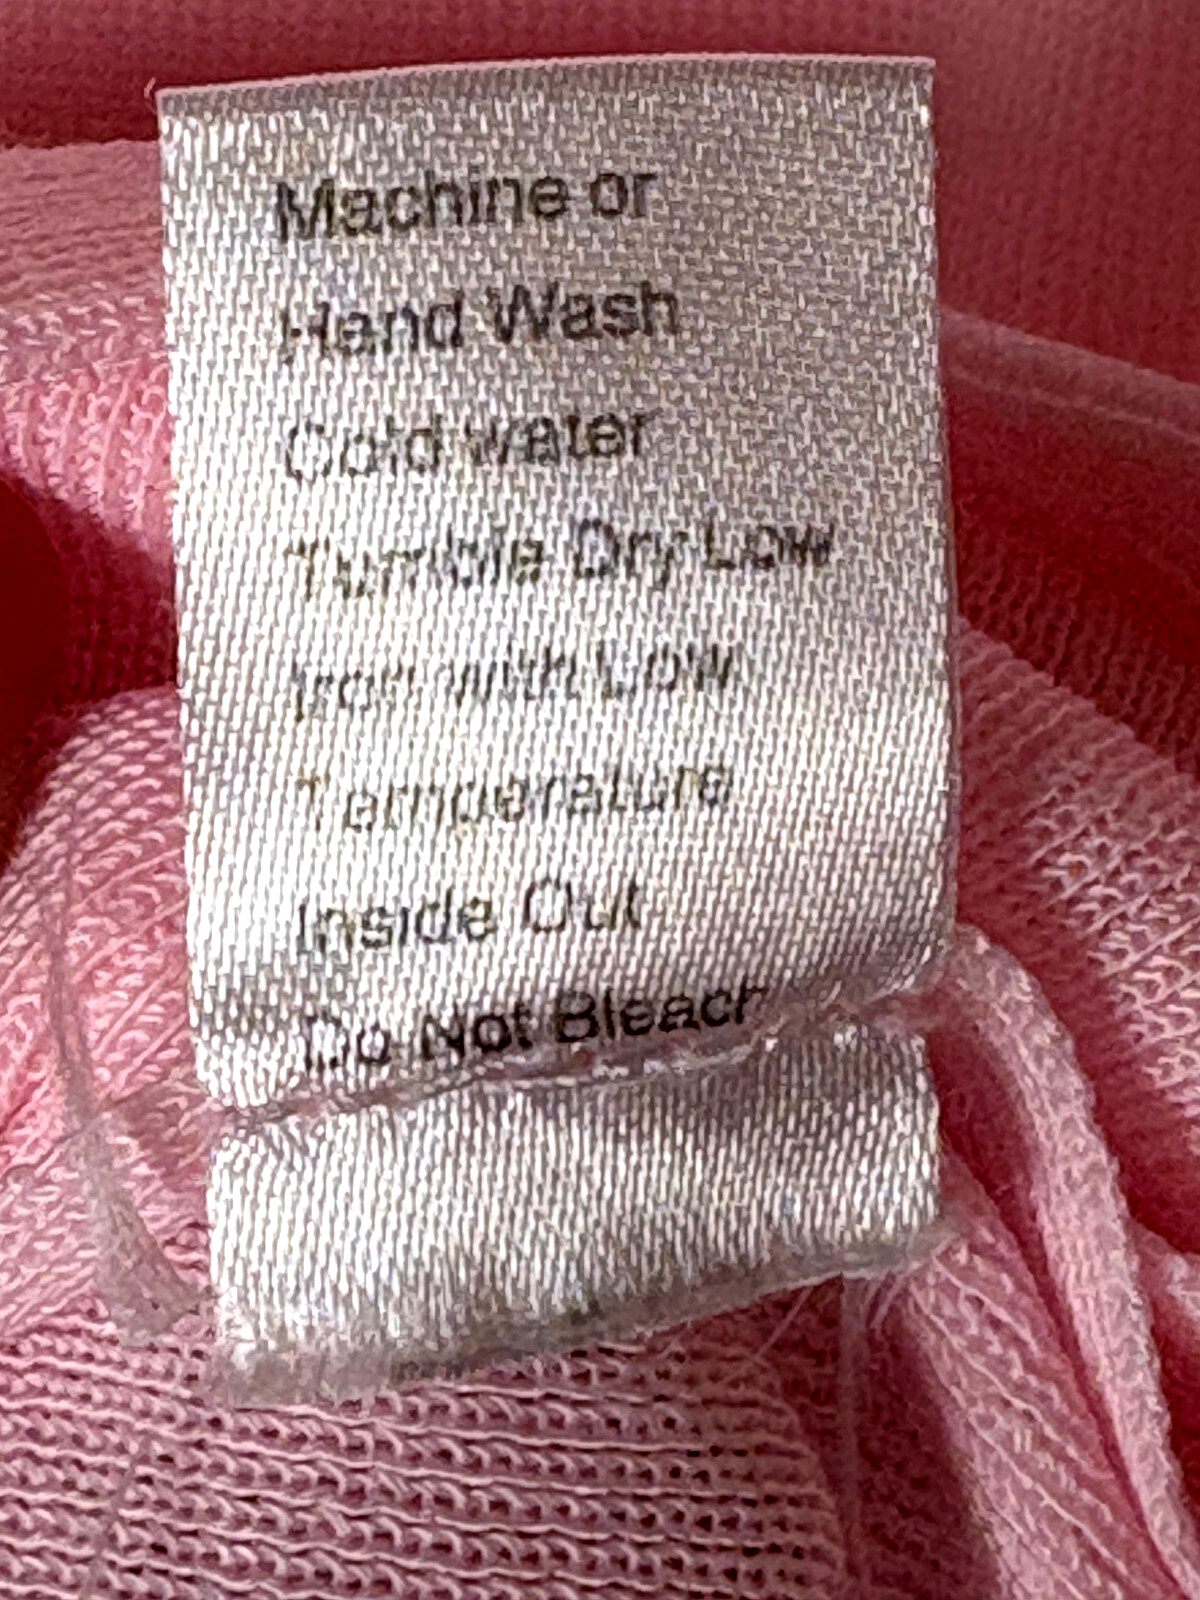 Machine or
Hand Wash
Cold water
Tumble Dry Low
Iron with Low
Temperature
Inside Out
Do Not Bleach